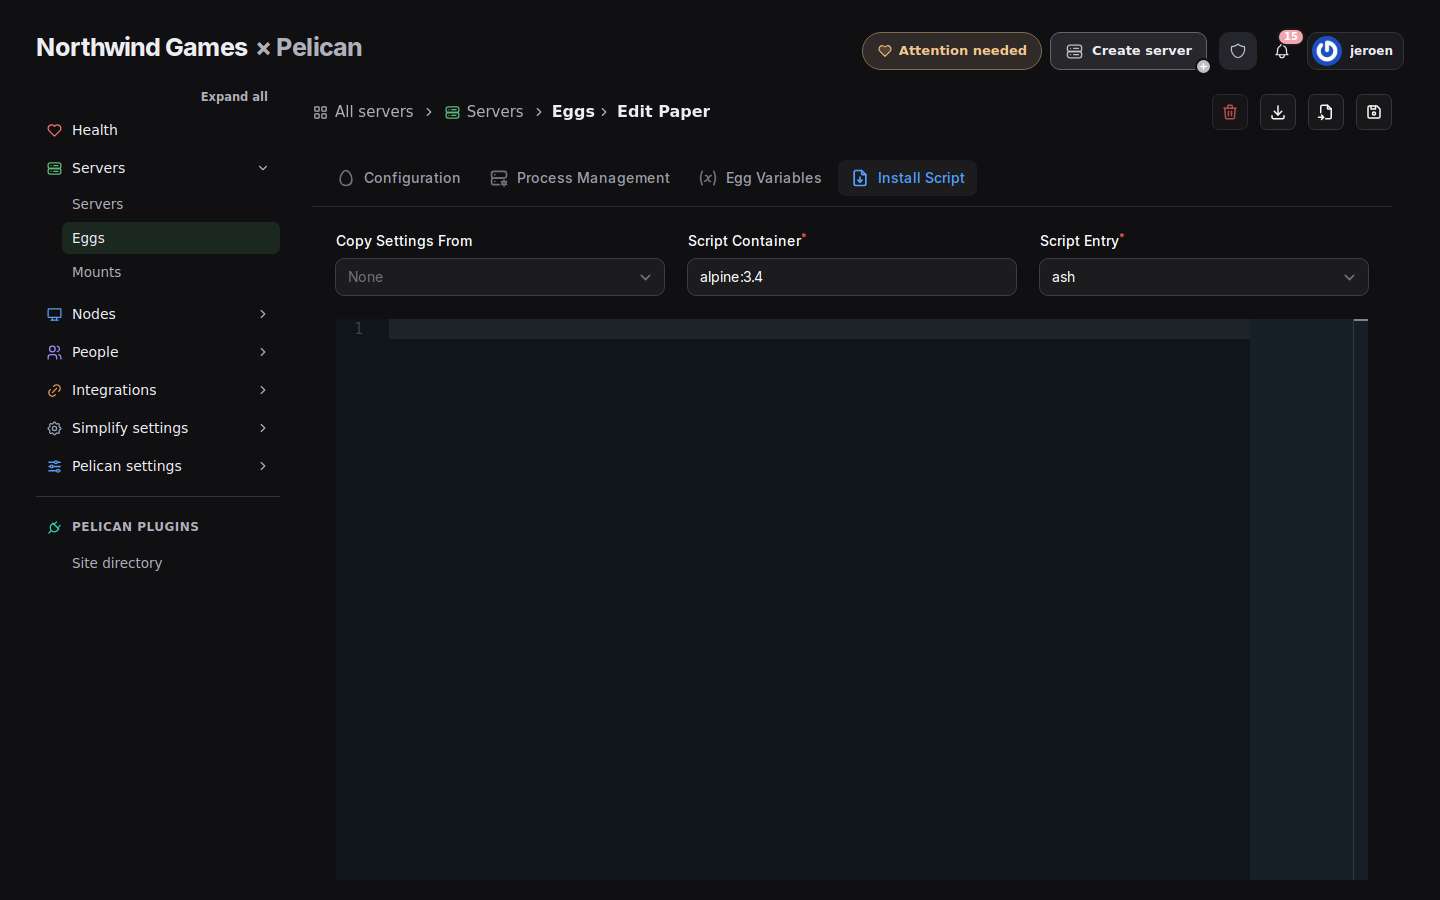 Northwind Games × Pelican
Attention needed
Create server
15
jeroen
Expand all
Health
Servers
Servers
Eggs
Mounts
Nodes
People
Integrations
Simplify settings
Pelican settings
PELICAN PLUGINS
Site directory
All servers > Servers > Eggs > Edit Paper
Configuration
Process Management
Egg Variables
Install Script
Copy Settings From
None
Script Container*
alpine:3.4
Script Entry*
ash
1